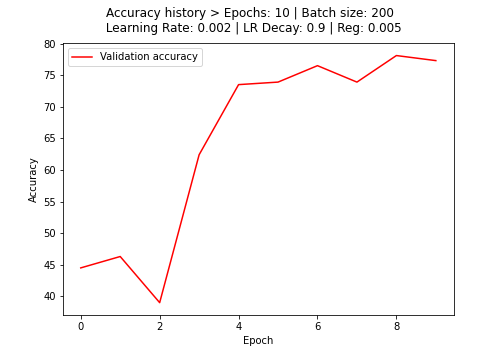 Accuracy history > Epochs: 10 | Batch size: 200
Learning Rate: 0.002 | LR Decay: 0.9 | Reg: 0.005
Validation accuracy
80
75
70
65
60
55
50
45
40
Accuracy
0 2 4 6 8
Epoch